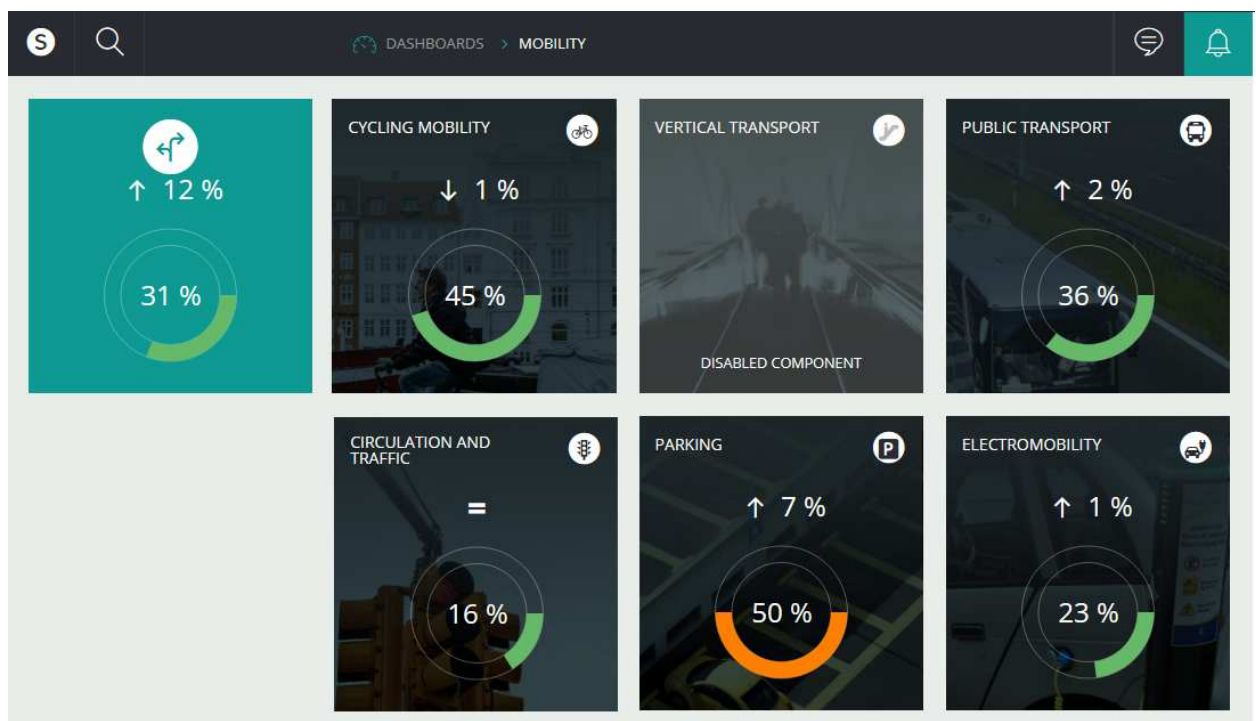 S
DASHBOARDS > MOBILITY
↑ 12 %
31 %
CYCLING MOBILITY
↓ 1 %
45 %
VERTICAL TRANSPORT
DISABLED COMPONENT
PUBLIC TRANSPORT
↑ 2 %
36 %
CIRCULATION AND
TRAFFIC
=
16 %
PARKING
P
↑ 7 %
50 %
ELECTROMOBILITY
↑ 1 %
23 %